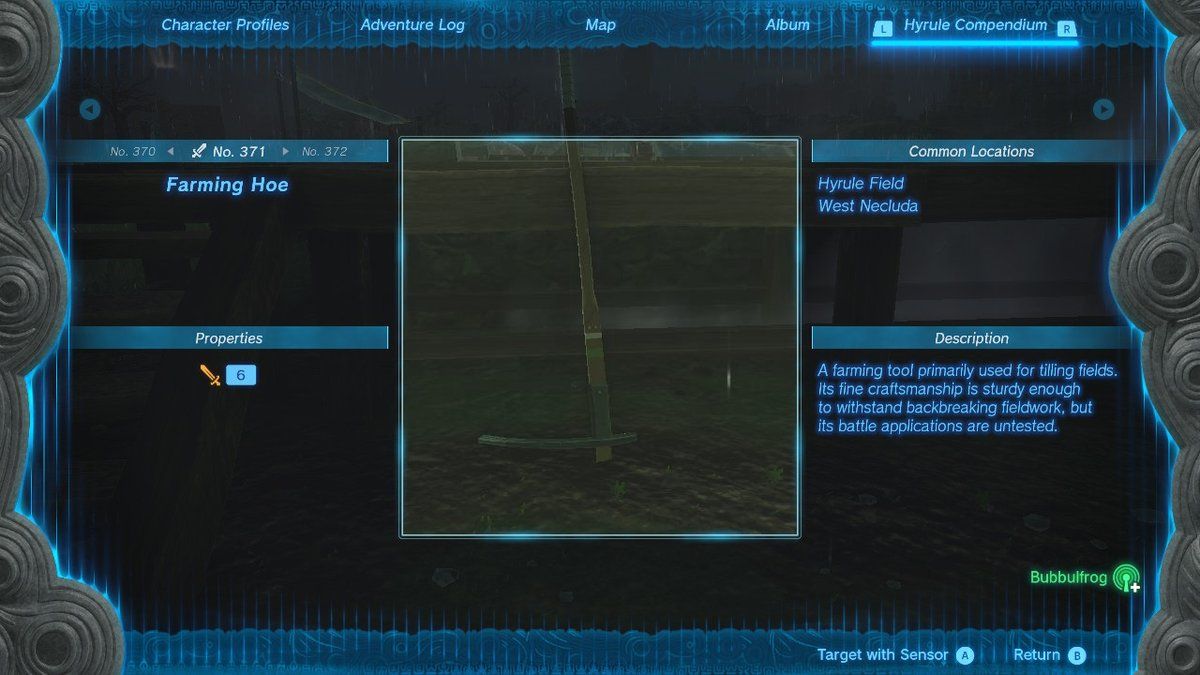 Character Profiles
Adventure Log
Map
Album
L Hyrule Compendium R
No. 370
No. 371
No. 372
Farming Hoe
Properties
6
Common Locations
Hyrule Field
West Necluda
Description
A farming tool primarily used for tilling fields.
Its fine craftsmanship is sturdy enough
to withstand backbreaking fieldwork, but
its battle applications are untested.
Bubbulfrog
Target with Sensor A
Return B